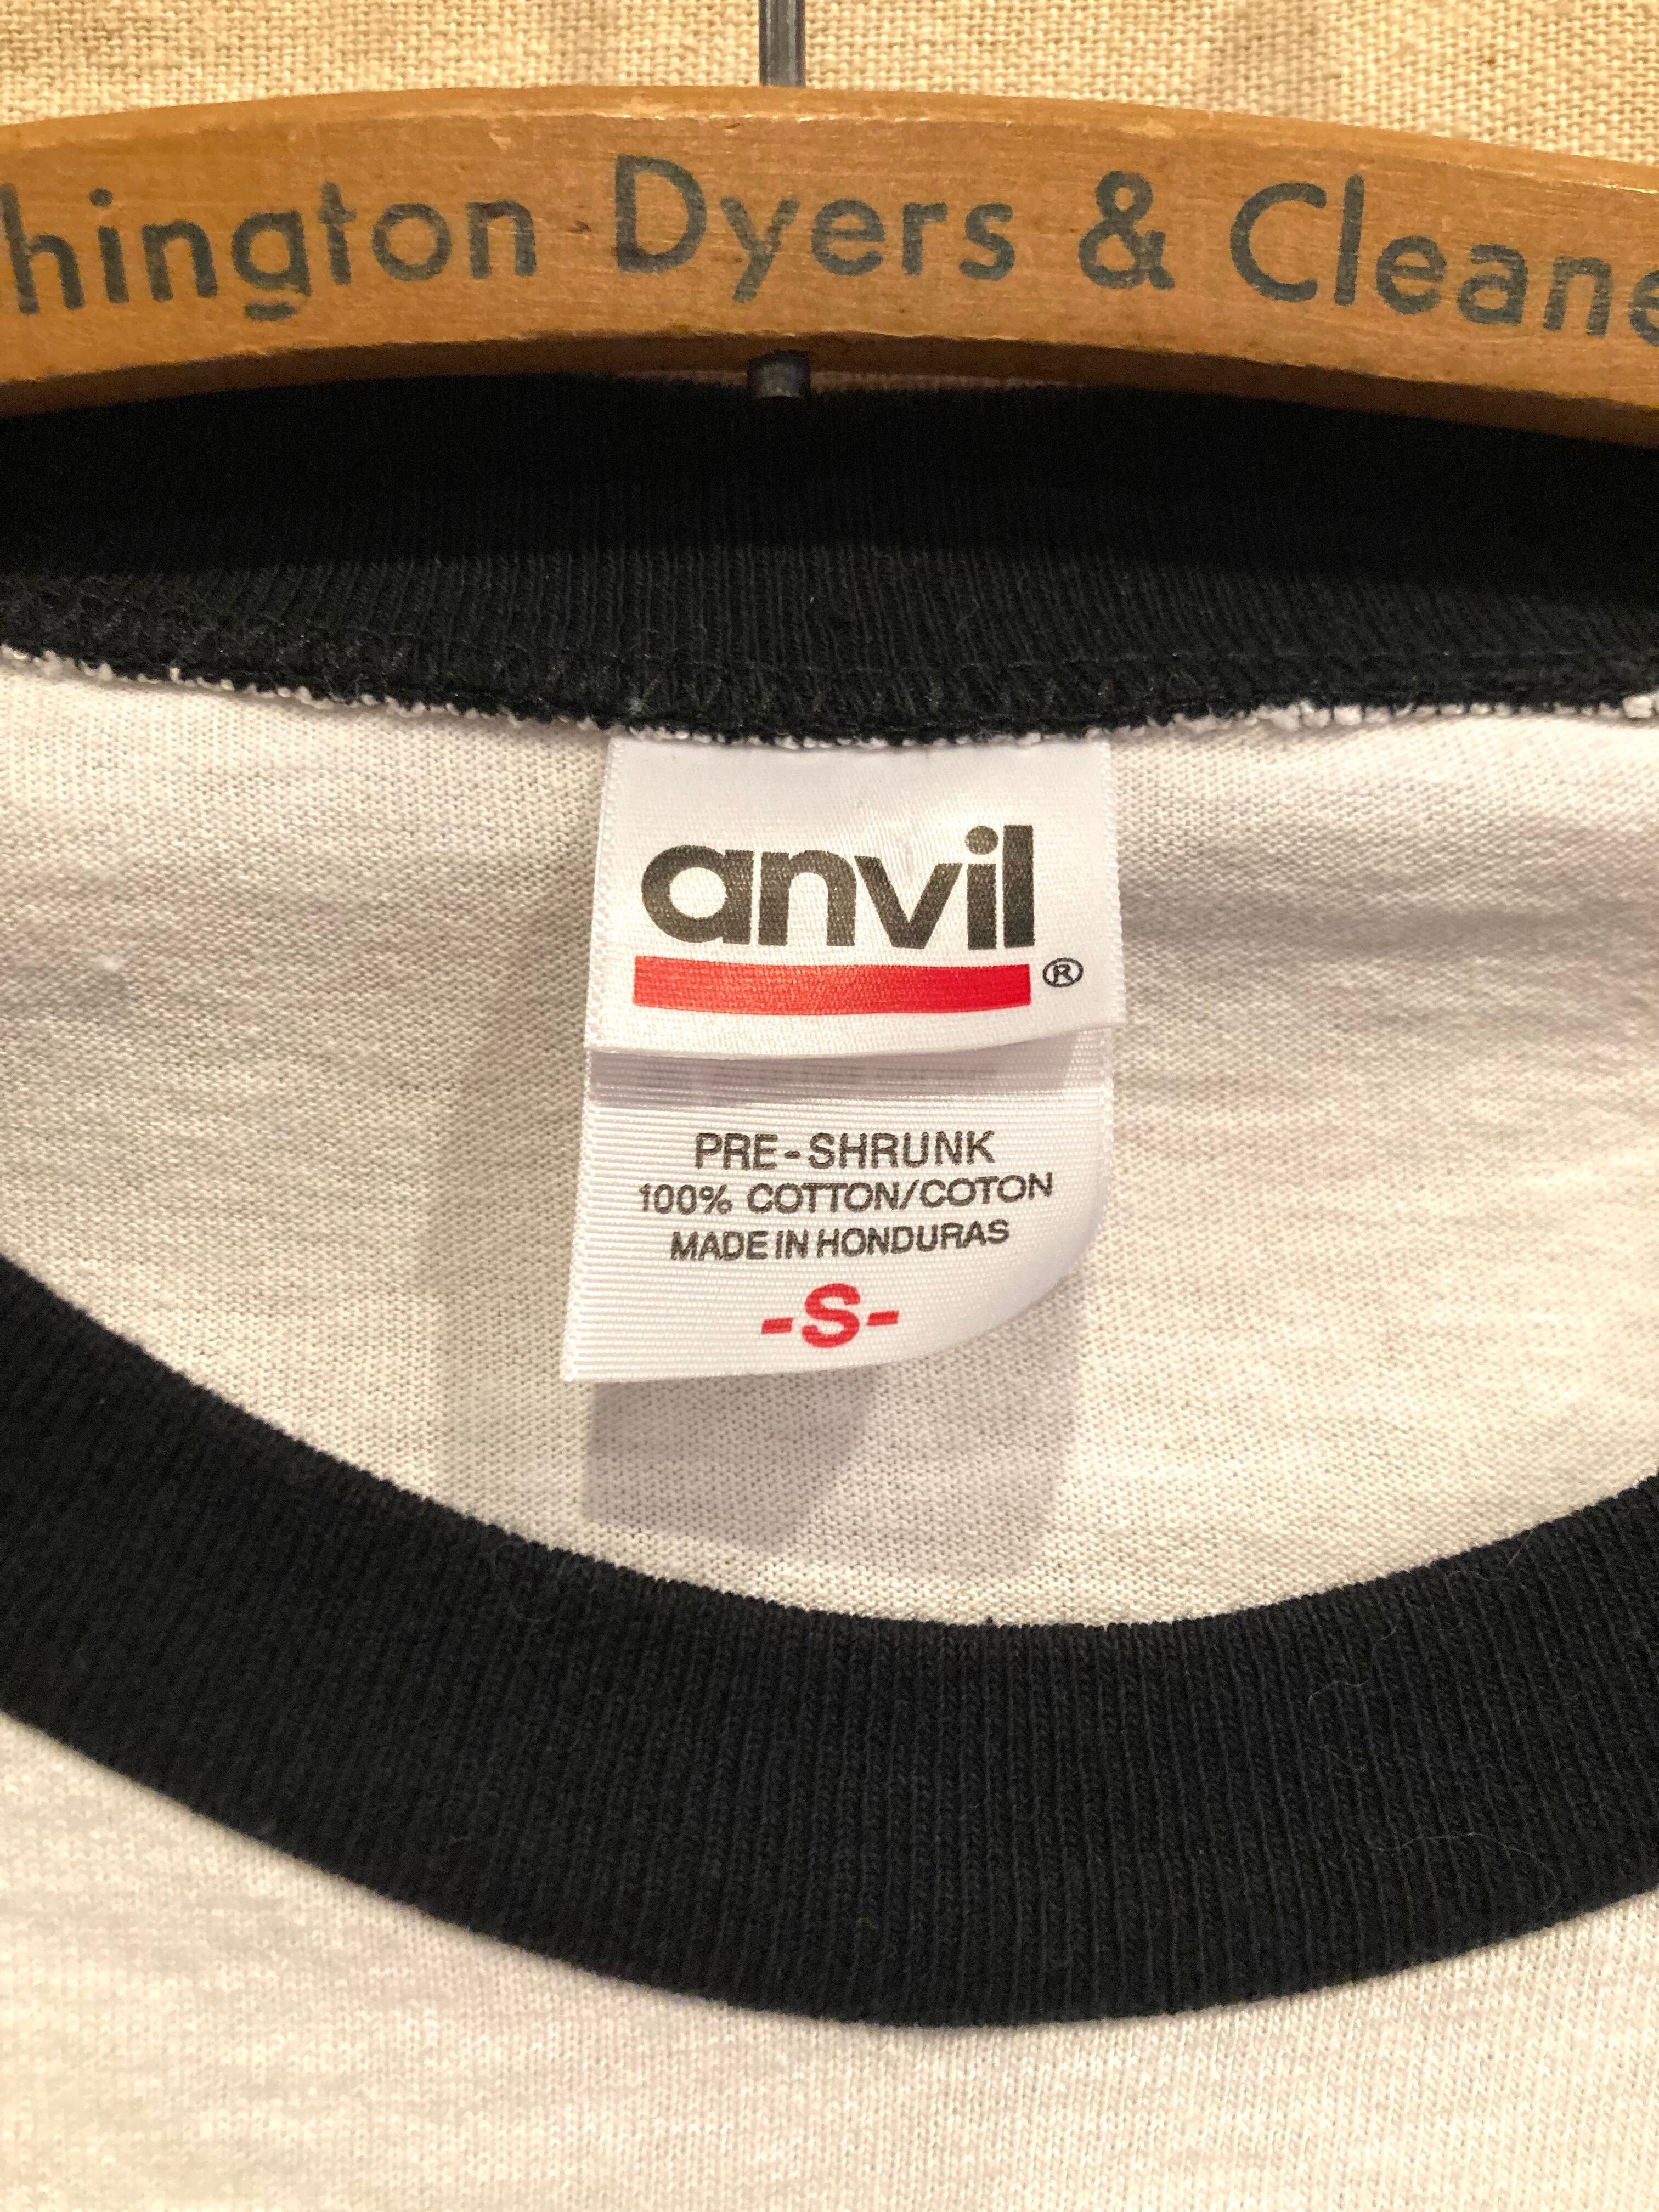 hington Dyers & Cleane
anvil
®
PRE-SHRUNK
100% COTTON/COTON
MADE IN HONDURAS
-S-